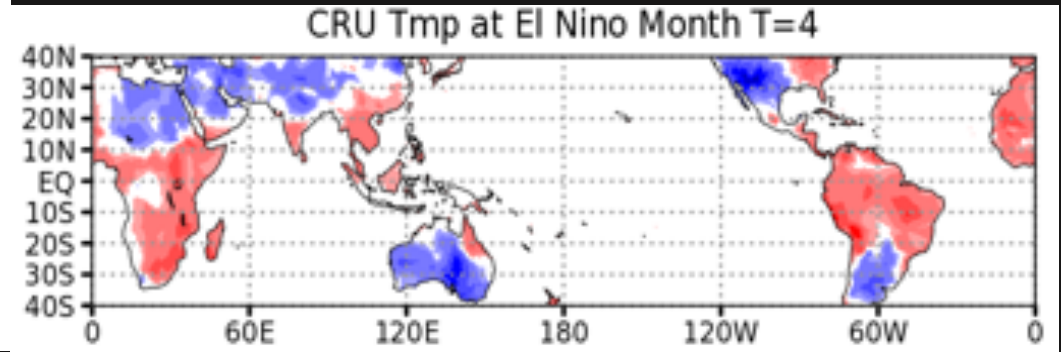 CRU Tmp at El Nino Month T=4
40N
30N
20N
10N
EQ
10S
20S
30S
40S
0 60E 120E 180 120W 60W 0